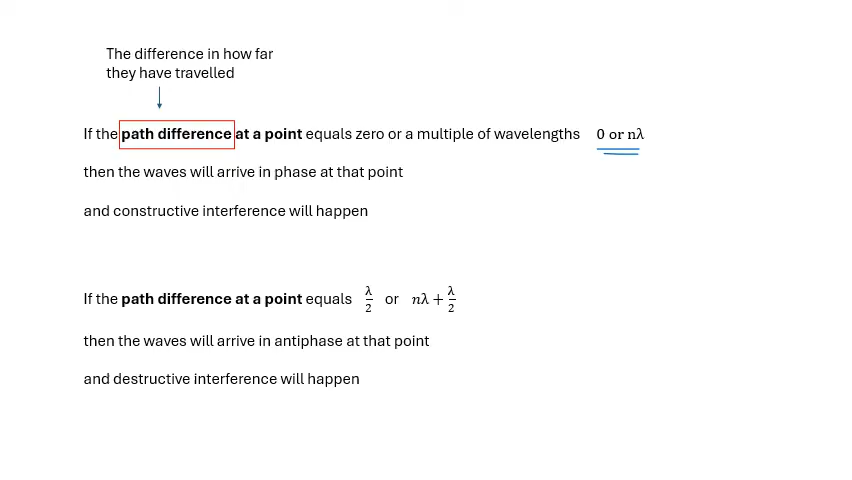 The difference in how far
they have travelled
If the path difference at a point equals zero or a multiple of wavelengths 0 or nλ
then the waves will arrive in phase at that point
and constructive interference will happen
If the path difference at a point equals λ/2 or nλ + λ/2
then the waves will arrive in antiphase at that point
and destructive interference will happen